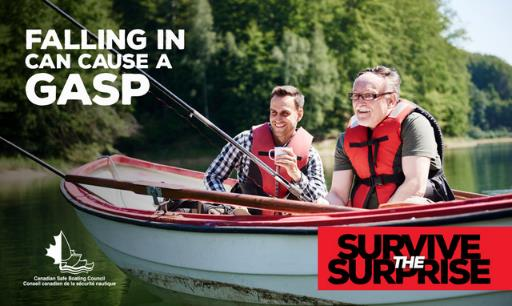 FALLING IN
CAN CAUSE A
GASP
Canadian Safe Boating Council
Conseil canadien de la sécurité nautique
SURVIVE
THE
SURPRISE